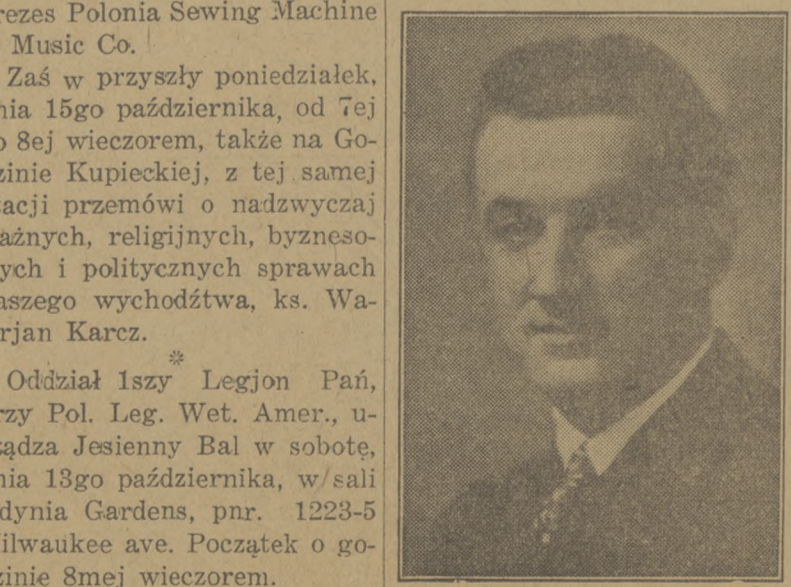 rezes Polonia Sewing Machine
Music Co.
Zaś w przyszły poniedziałek,
nia 15go października, od 7ej
o 8ej wieczorem, także na Go-
zinie Kupieckiej, z tej samej
acji przemówi o nadzwyczaj
ażnych, religijnych, byzneso-
ych i politycznych sprawach
aszego wychodźtwa, ks. Wa-
rjan Karcz.
*
Oddział 1szy Legjon Pań,
rzy Pol. Leg. Wet. Amer., u-
ządza Jesienny Bal w sobotę,
nia 13go października, w sali
dynia Gardens, pnr. 1223-5
ilwaukee ave. Początek o go-
zinie 8mej wieczorem.